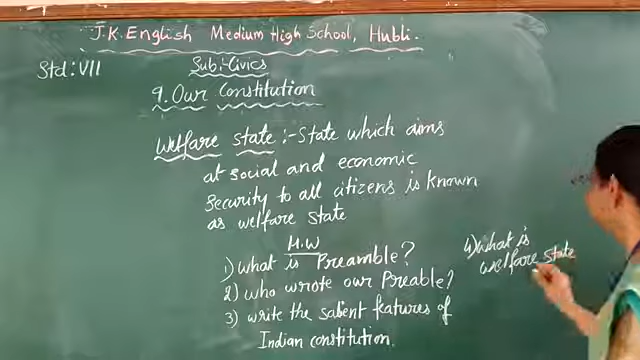 J.K. English Medium High School, Hubli.
Std: VII
Sub:- Civics
9. Our Constitution
Welfare state :- State which aims
at social and economic
Security to all citizens is known
as welfare state
H.W
1) What is Preamble?
2) who wrote our Preable?
3) write the salient features of
Indian constitution.
4) What is
welfare state